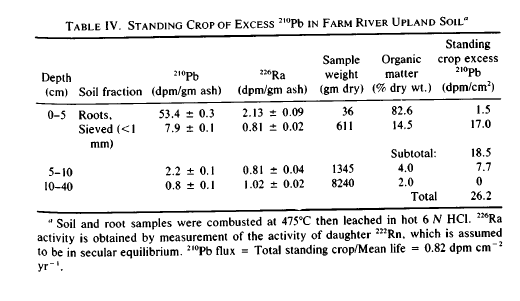 TABLE IV. STANDING CROP OF EXCESS ²¹⁰Pb IN FARM RIVER UPLAND SOILᵃ
Depth (cm) Soil fraction ²¹⁰Pb (dpm/gm ash) ²²⁶Ra (dpm/gm ash) Sample weight (gm dry) Organic matter (% dry wt.) Standing crop excess ²¹⁰Pb (dpm/cm²)
0–5 Roots, 53.4 ± 0.3 2.13 ± 0.09 36 82.6 1.5
Sieved (<1 mm) 7.9 ± 0.1 0.81 ± 0.02 611 14.5 17.0
Subtotal: 18.5
5–10 2.2 ± 0.1 0.81 ± 0.04 1345 4.0 7.7
10–40 0.8 ± 0.1 1.02 ± 0.02 8240 2.0 0
Total 26.2
ᵃ Soil and root samples were combusted at 475°C then leached in hot 6 N HCl. ²²⁶Ra
activity is obtained by measurement of the activity of daughter ²²²Rn, which is assumed
to be in secular equilibrium. ²¹⁰Pb flux = Total standing crop/Mean life = 0.82 dpm cm⁻²
yr⁻¹.